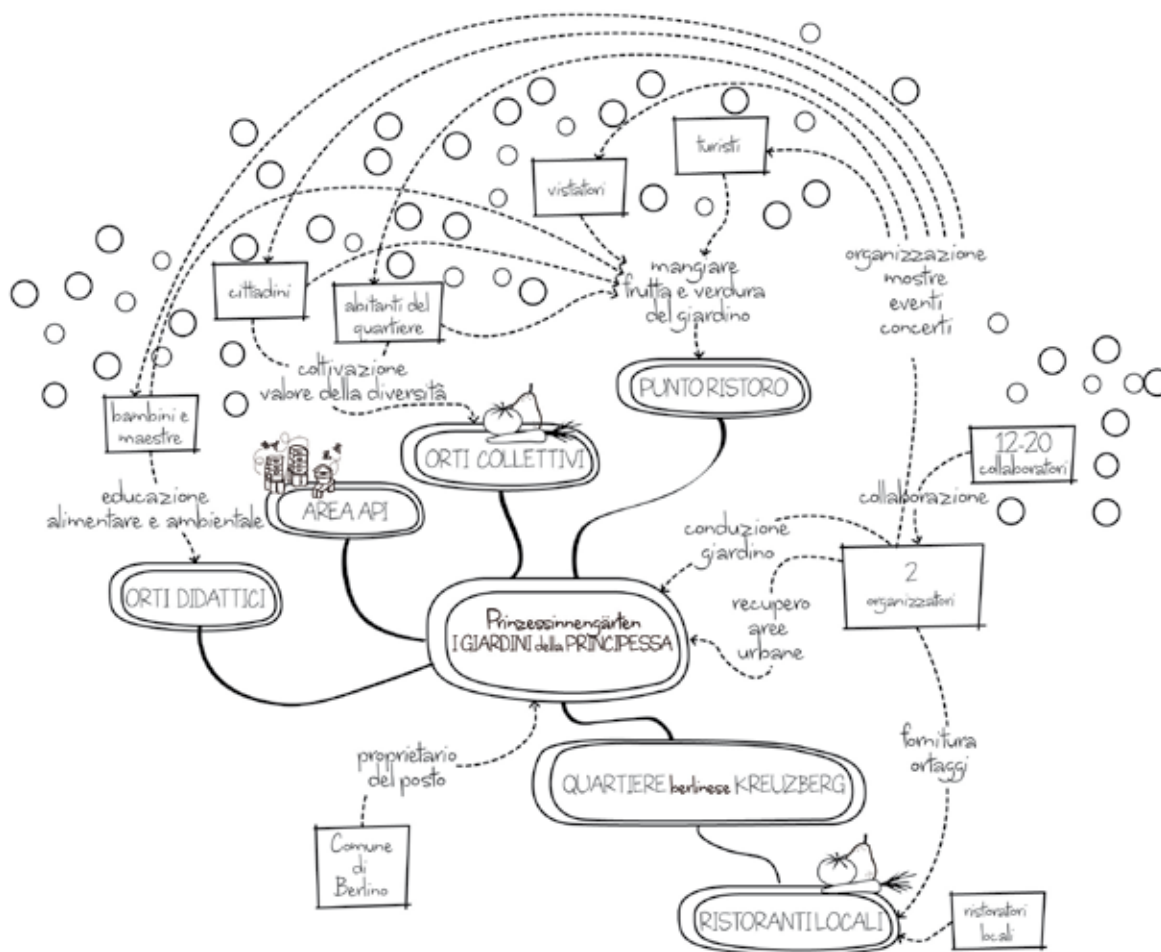 turisti
vistatori
organizzazione
mostre
eventi
concerti
mangiare
frutta e verdura
del giardino
cittadini
abitanti del
quartiere
coltivazione
valore della diversità
PUNTO RISTORO
bambini e
maestre
ORTI COLLETTIVI
12-20
collaboratori
AREA API
educazione
alimentare e ambientale
collaborazione
conduzione
giardino
ORTI DIDATTICI
2
organizzatori
recupero
aree
urbane
Prinzessinnengärten
I GIARDINI della PRINCIPESSA
fornitura
ortaggi
proprietario
del posto
QUARTIERE berlinese KREUZBERG
Comune
di
Berlino
RISTORANTI LOCALI
ristoratori
locali